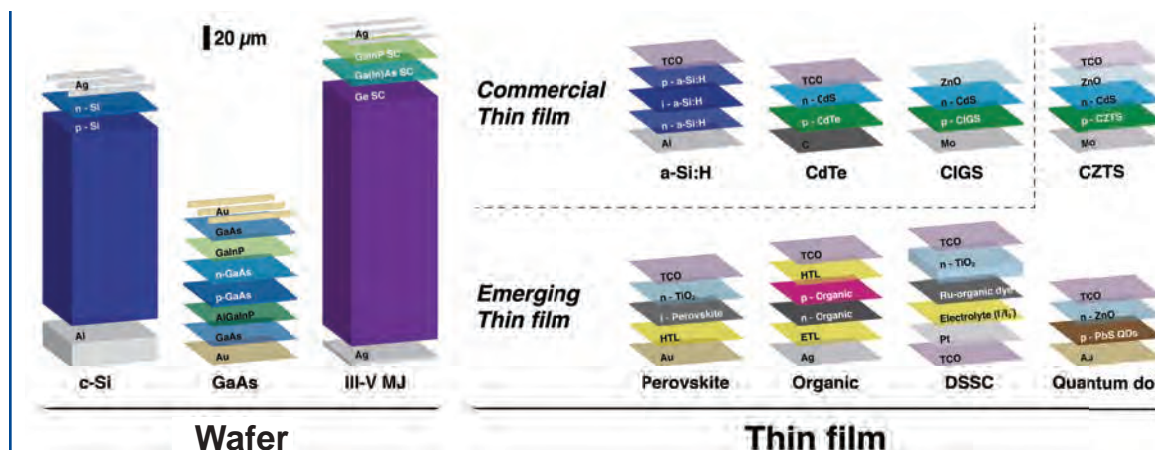 20 µm
Ag
n - Si
p - Si
Al
c-Si
Au
GaAs
GaInP
n-GaAs
p-GaAs
AlGaInP
GaAs
Au
GaAs
Ag
GaInP SC
Ga(In)As SC
Ge SC
Ag
III-V MJ
Wafer
Commercial
Thin film
TCO
p - a-Si:H
i - a-Si:H
n - a-Si:H
Al
a-Si:H
TCO
n - CdS
p - CdTe
C
CdTe
ZnO
n - CdS
p - CIGS
Mo
CIGS
TCO
ZnO
n - CdS
p - CZTS
Mo
CZTS
Emerging
Thin film
TCO
n - TiO₂
i - Perovskite
HTL
Au
Perovskite
TCO
HTL
p - Organic
n - Organic
ETL
Ag
Organic
TCO
n - TiO₂
Ru-organic dye
Electrolyte (I⁻/I₃⁻)
Pt
TCO
DSSC
TCO
n - ZnO
p - PbS QDs
Au
Quantum do
Thin film